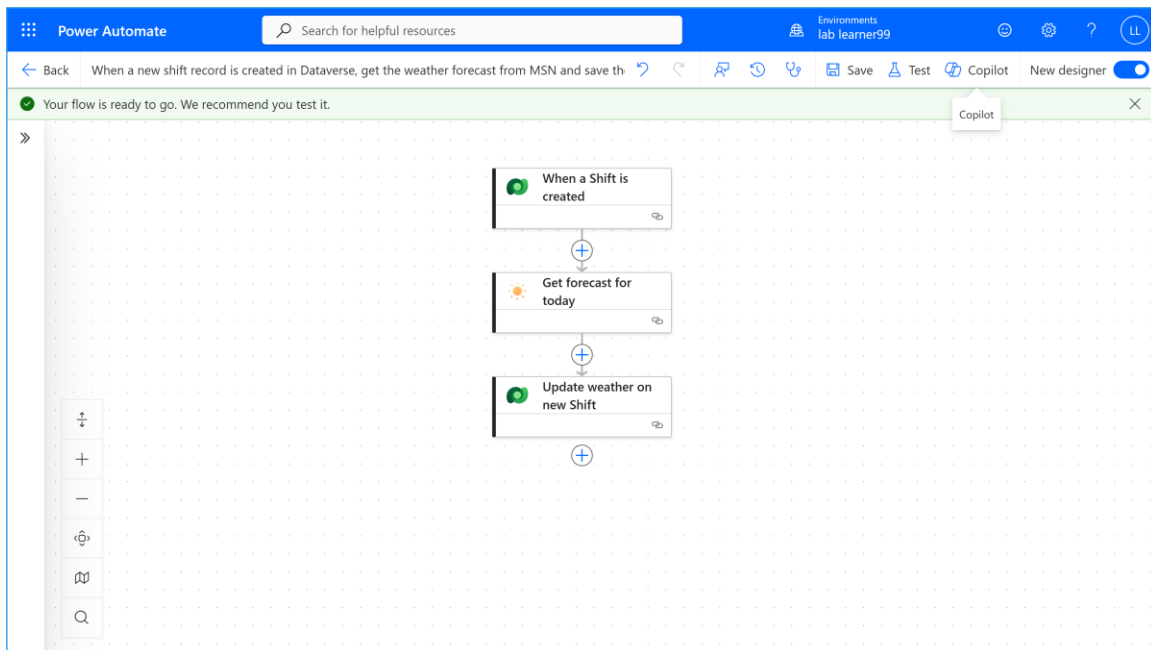 Power Automate
Search for helpful resources
Environments
lab learner99
LL
Back
When a new shift record is created in Dataverse, get the weather forecast from MSN and save the
Save
Test
Copilot
New designer
Your flow is ready to go. We recommend you test it.
Copilot
When a Shift is
created
Get forecast for
today
Update weather on
new Shift